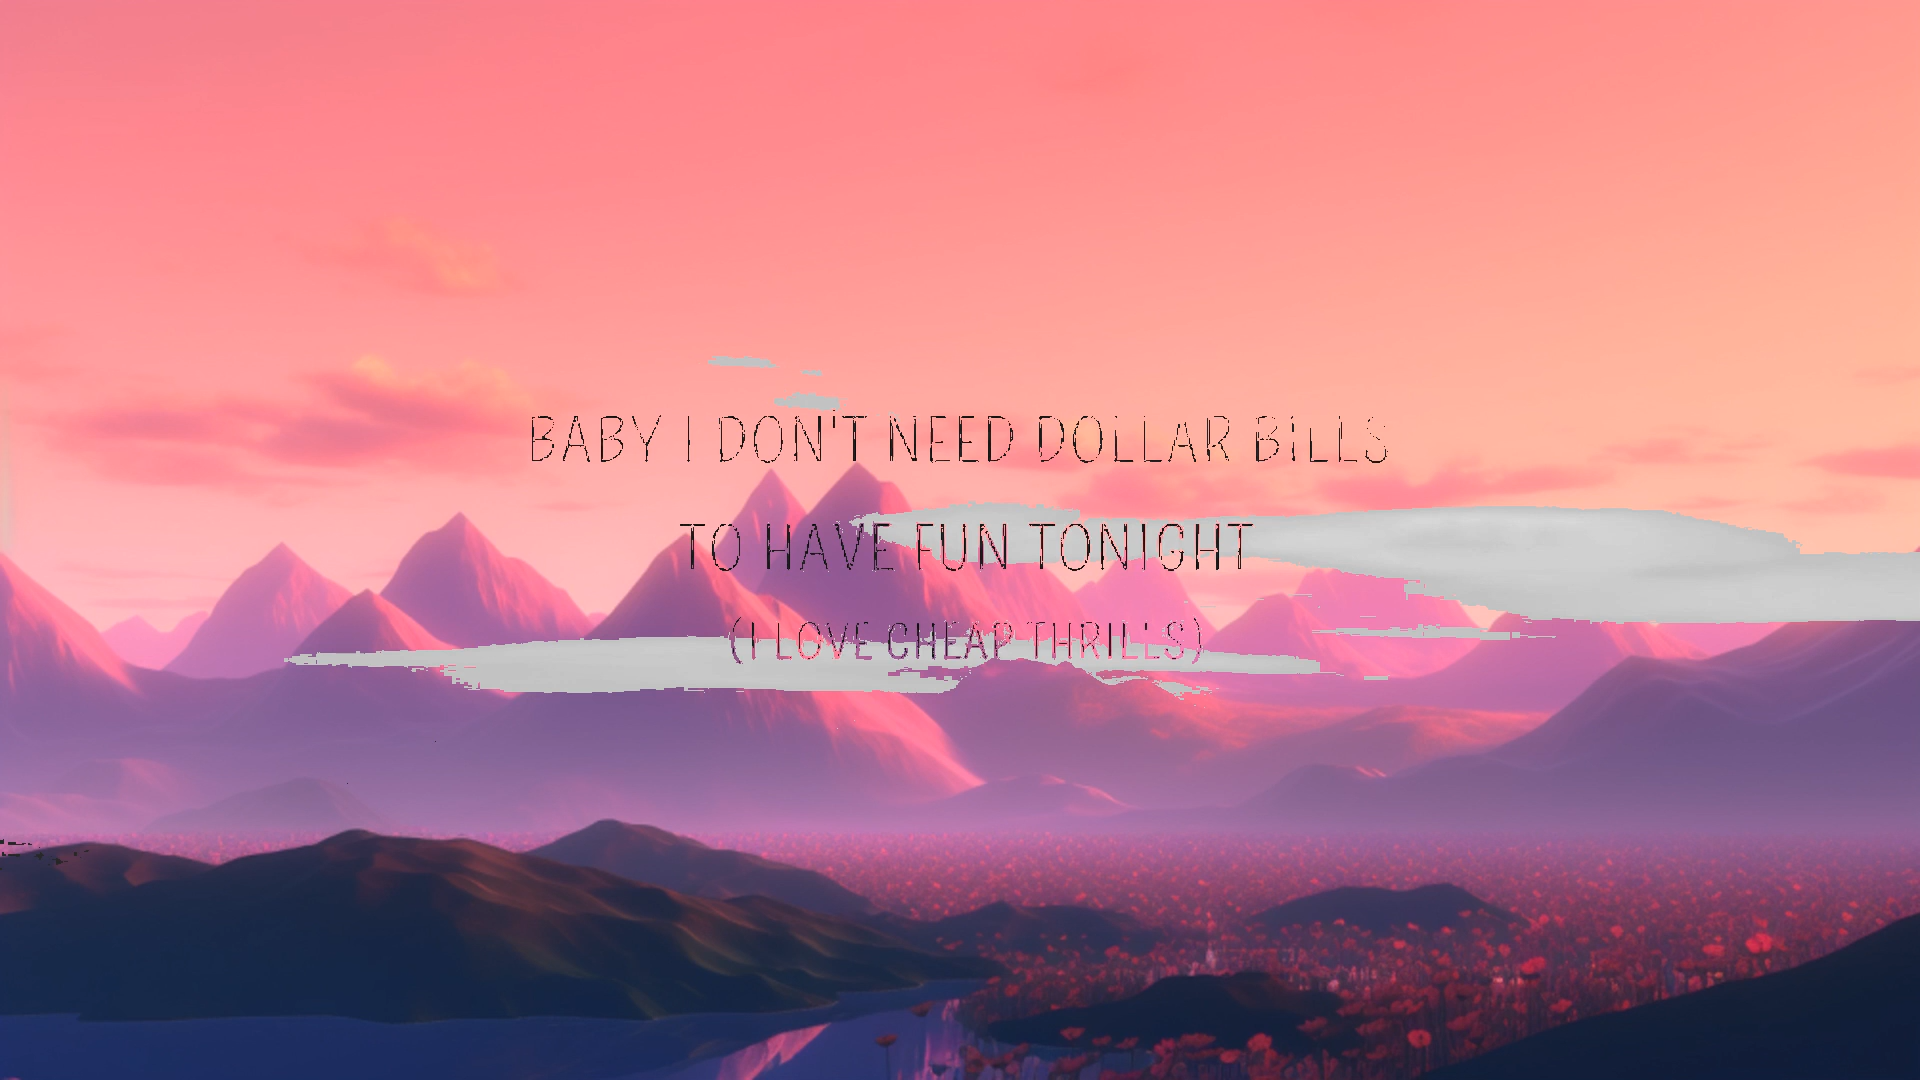 BABY I DON'T NEED DOLLAR BILLS
TO HAVE FUN TONIGHT
(I LOVE CHEAP THRILLS)